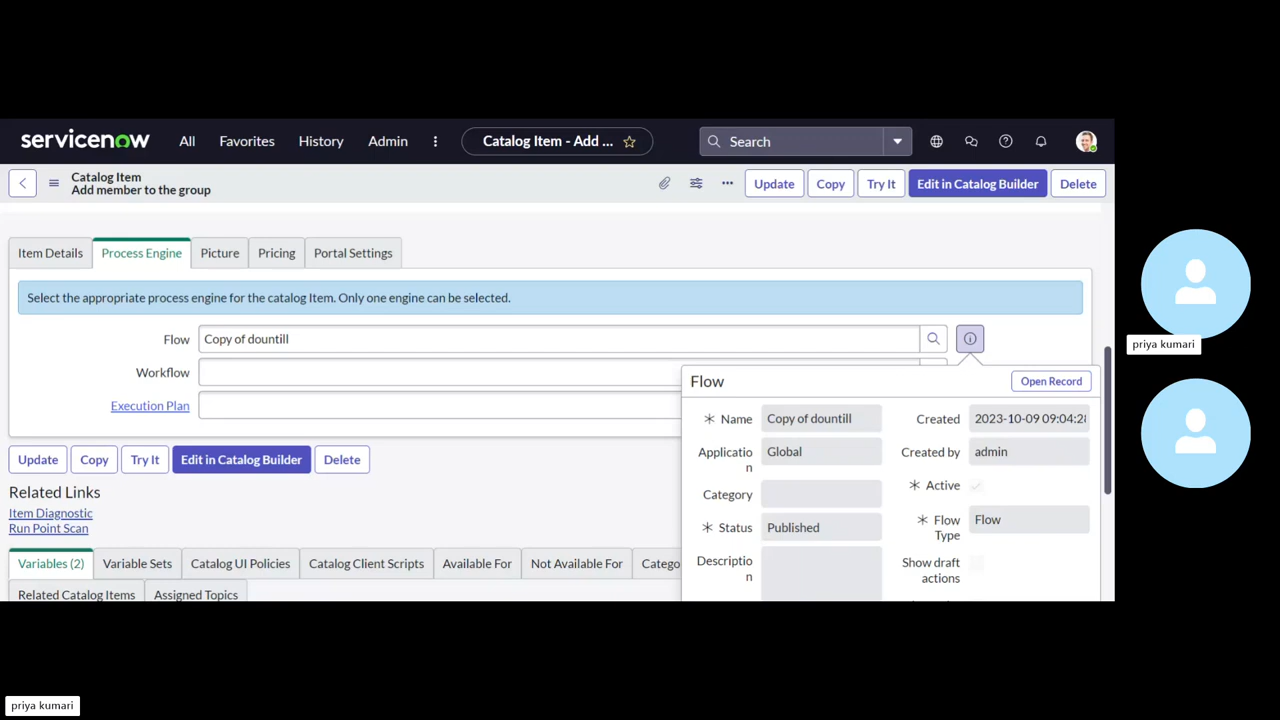 servicenow All Favorites History Admin Catalog Item - Add ... Search
Catalog Item
Add member to the group
Update Copy Try It Edit in Catalog Builder Delete
Item Details Process Engine Picture Pricing Portal Settings
Select the appropriate process engine for the catalog Item. Only one engine can be selected.
Flow Copy of dountill
Workflow
Execution Plan
Flow Open Record
Name Copy of dountill Created 2023-10-09 09:04:28
Applicatio
n Global Created by admin
Category Active
Status Published Flow
Type Flow
Descriptio
n Show draft
actions
Update Copy Try It Edit in Catalog Builder Delete
Related Links
Item Diagnostic
Run Point Scan
Variables (2) Variable Sets Catalog UI Policies Catalog Client Scripts Available For Not Available For Catego
Related Catalog Items Assigned Topics
priya kumari
priya kumari